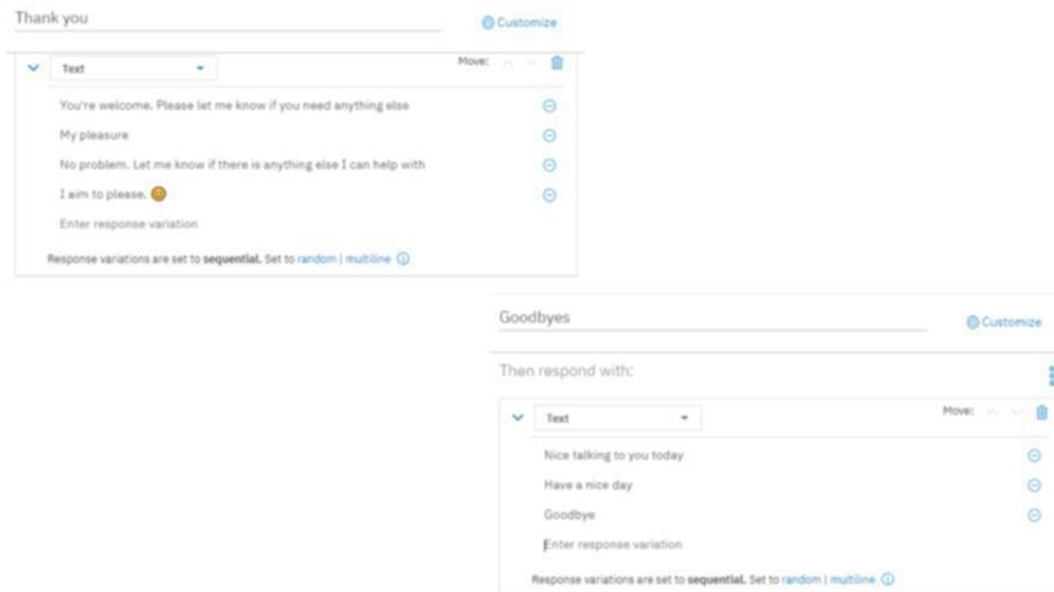 Thank you
Customize
Text
Move:
You're welcome. Please let me know if you need anything else
My pleasure
No problem. Let me know if there is anything else I can help with
I aim to please.
Enter response variation
Response variations are set to sequential. Set to random | multiline
Goodbyes
Customize
Then respond with:
Text
Move:
Nice talking to you today
Have a nice day
Goodbye
Enter response variation
Response variations are set to sequential. Set to random | multiline